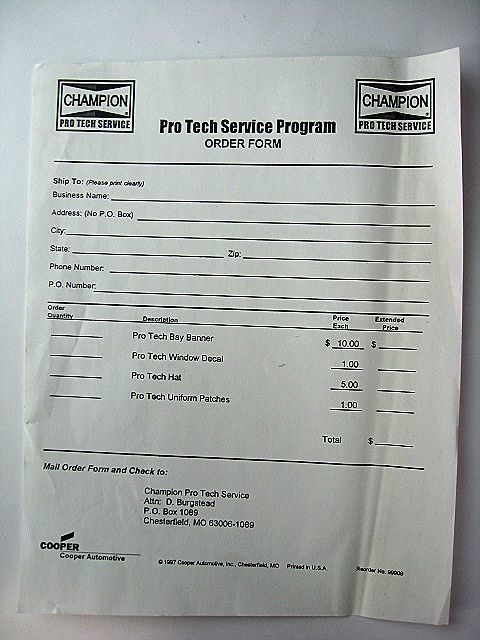 CHAMPION
PRO TECH SERVICE
CHAMPION
PRO TECH SERVICE
Pro Tech Service Program
ORDER FORM
Ship To: (Please print clearly)
Business Name:
Address: (No P.O. Box)
City:
State: Zip:
Phone Number:
P.O. Number:
Order Quantity Description Price Each Extended Price
Pro Tech Bay Banner $ 10.00 $
Pro Tech Window Decal 1.00
Pro Tech Hat 5.00
Pro Tech Uniform Patches 1.00
Total $
Mail Order Form and Check to:
Champion Pro Tech Service
Attn: D. Burgstead
P.O. Box 1089
Chesterfield, MO 63006-1089
COOPER
Cooper Automotive
© 1997 Cooper Automotive, Inc., Chesterfield, MO Printed in U.S.A.
Reorder No.